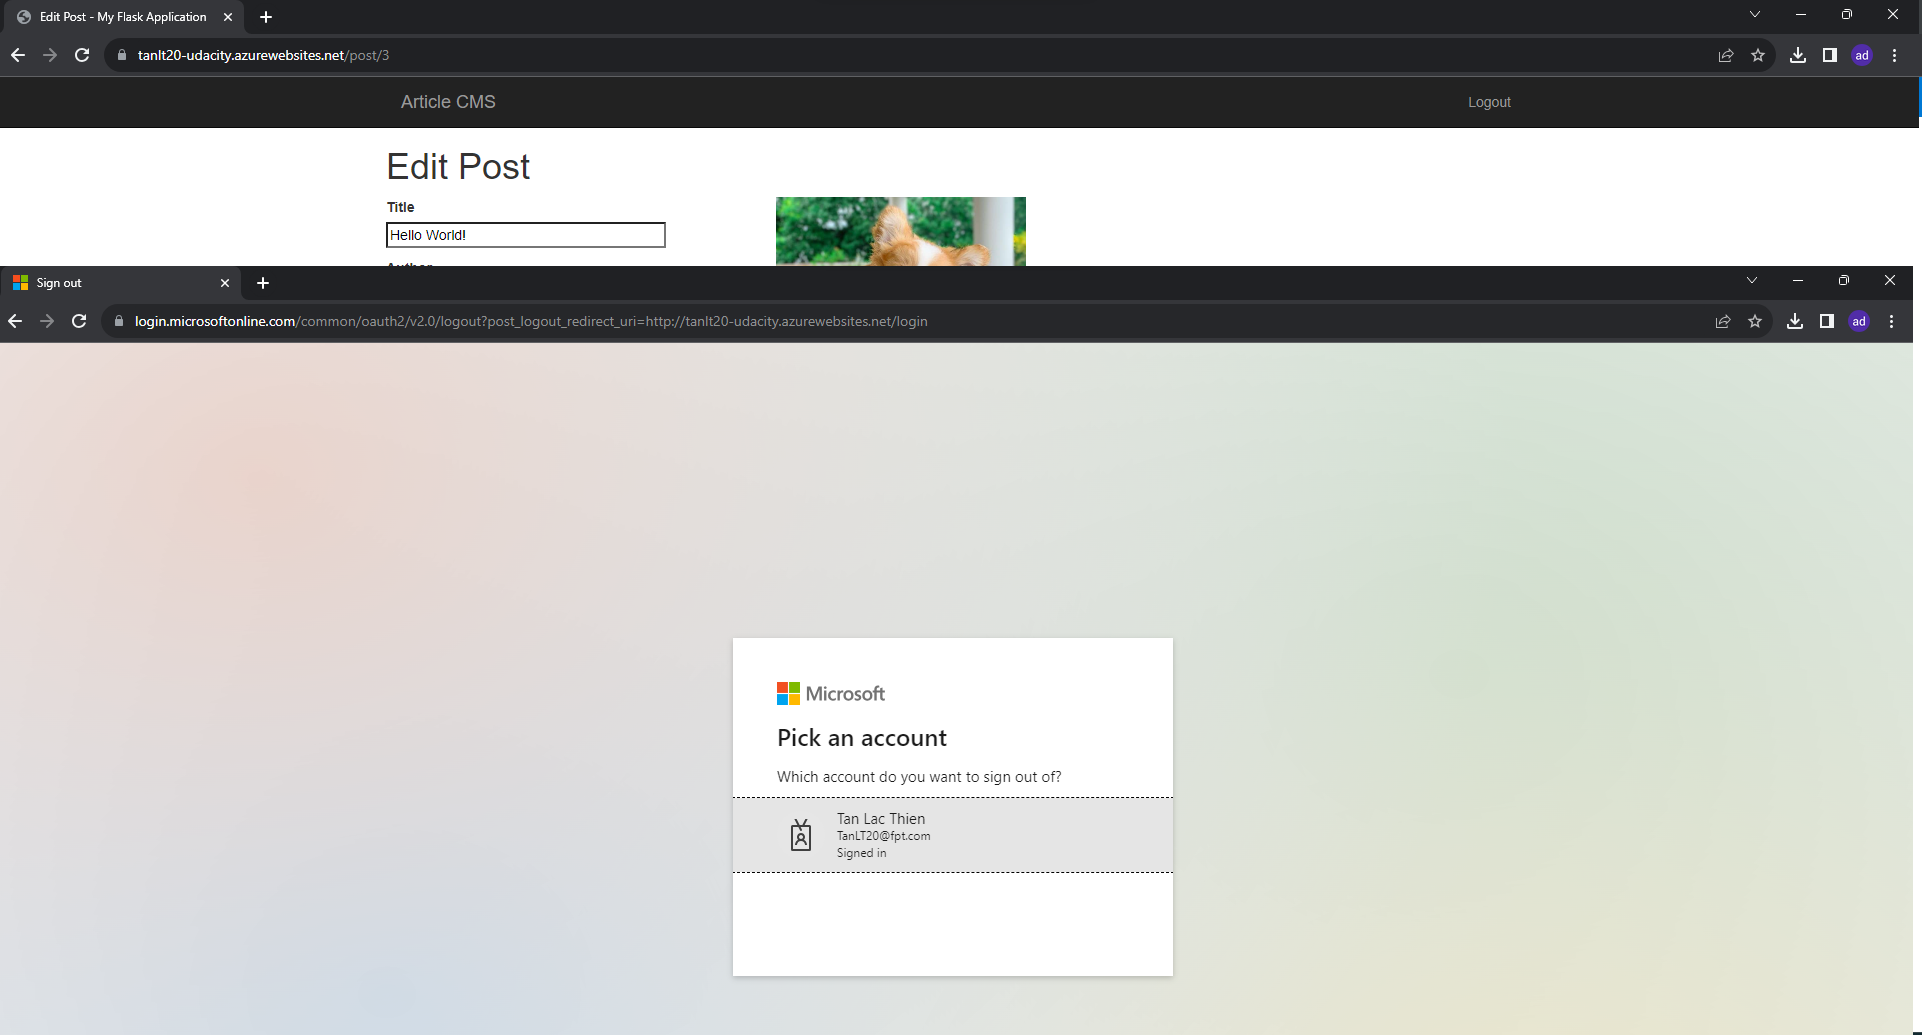 Edit Post - My Flask Application
tanlt20-udacity.azurewebsites.net/post/3
ad
Article CMS
Logout
Edit Post
Title
Hello World!
Author
Sign out
login.microsoftonline.com/common/oauth2/v2.0/logout?post_logout_redirect_uri=http://tanlt20-udacity.azurewebsites.net/login
ad
Microsoft
Pick an account
Which account do you want to sign out of?
Tan Lac Thien
TanLT20@fpt.com
Signed in